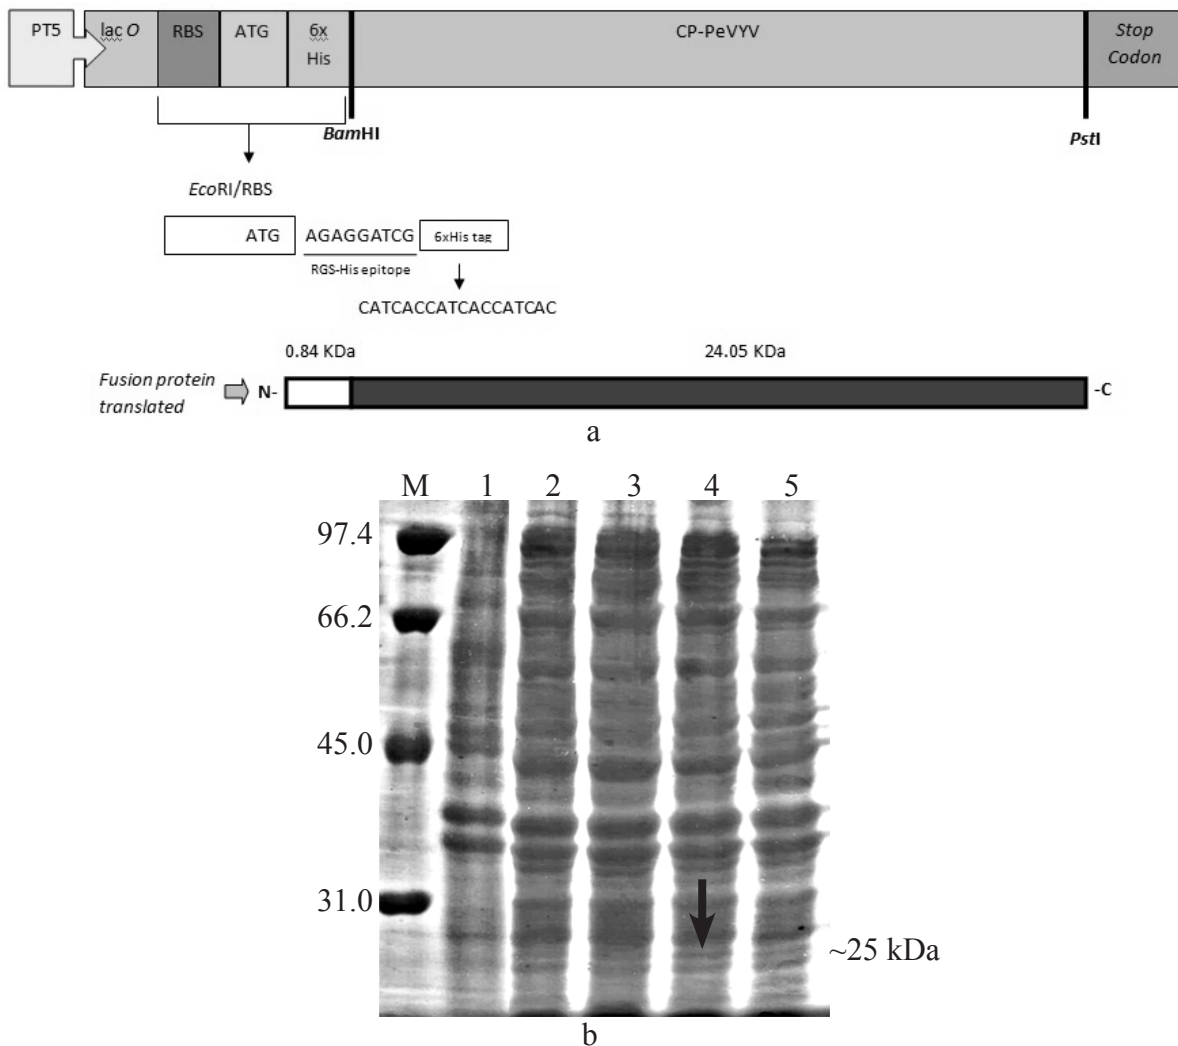 PT5
lac O
RBS
ATG
6x
His
CP-PeVYV
Stop
Codon
BamHI
PstI
EcoRI/RBS
ATG
AGAGGATCG
6xHis tag
RGS-His epitope
CATCACCATCACCATCAC
0.84 KDa
24.05 KDa
Fusion protein
translated
N-
-C
a
M 1 2 3 4 5
97.4
66.2
45.0
31.0
~25 kDa
b